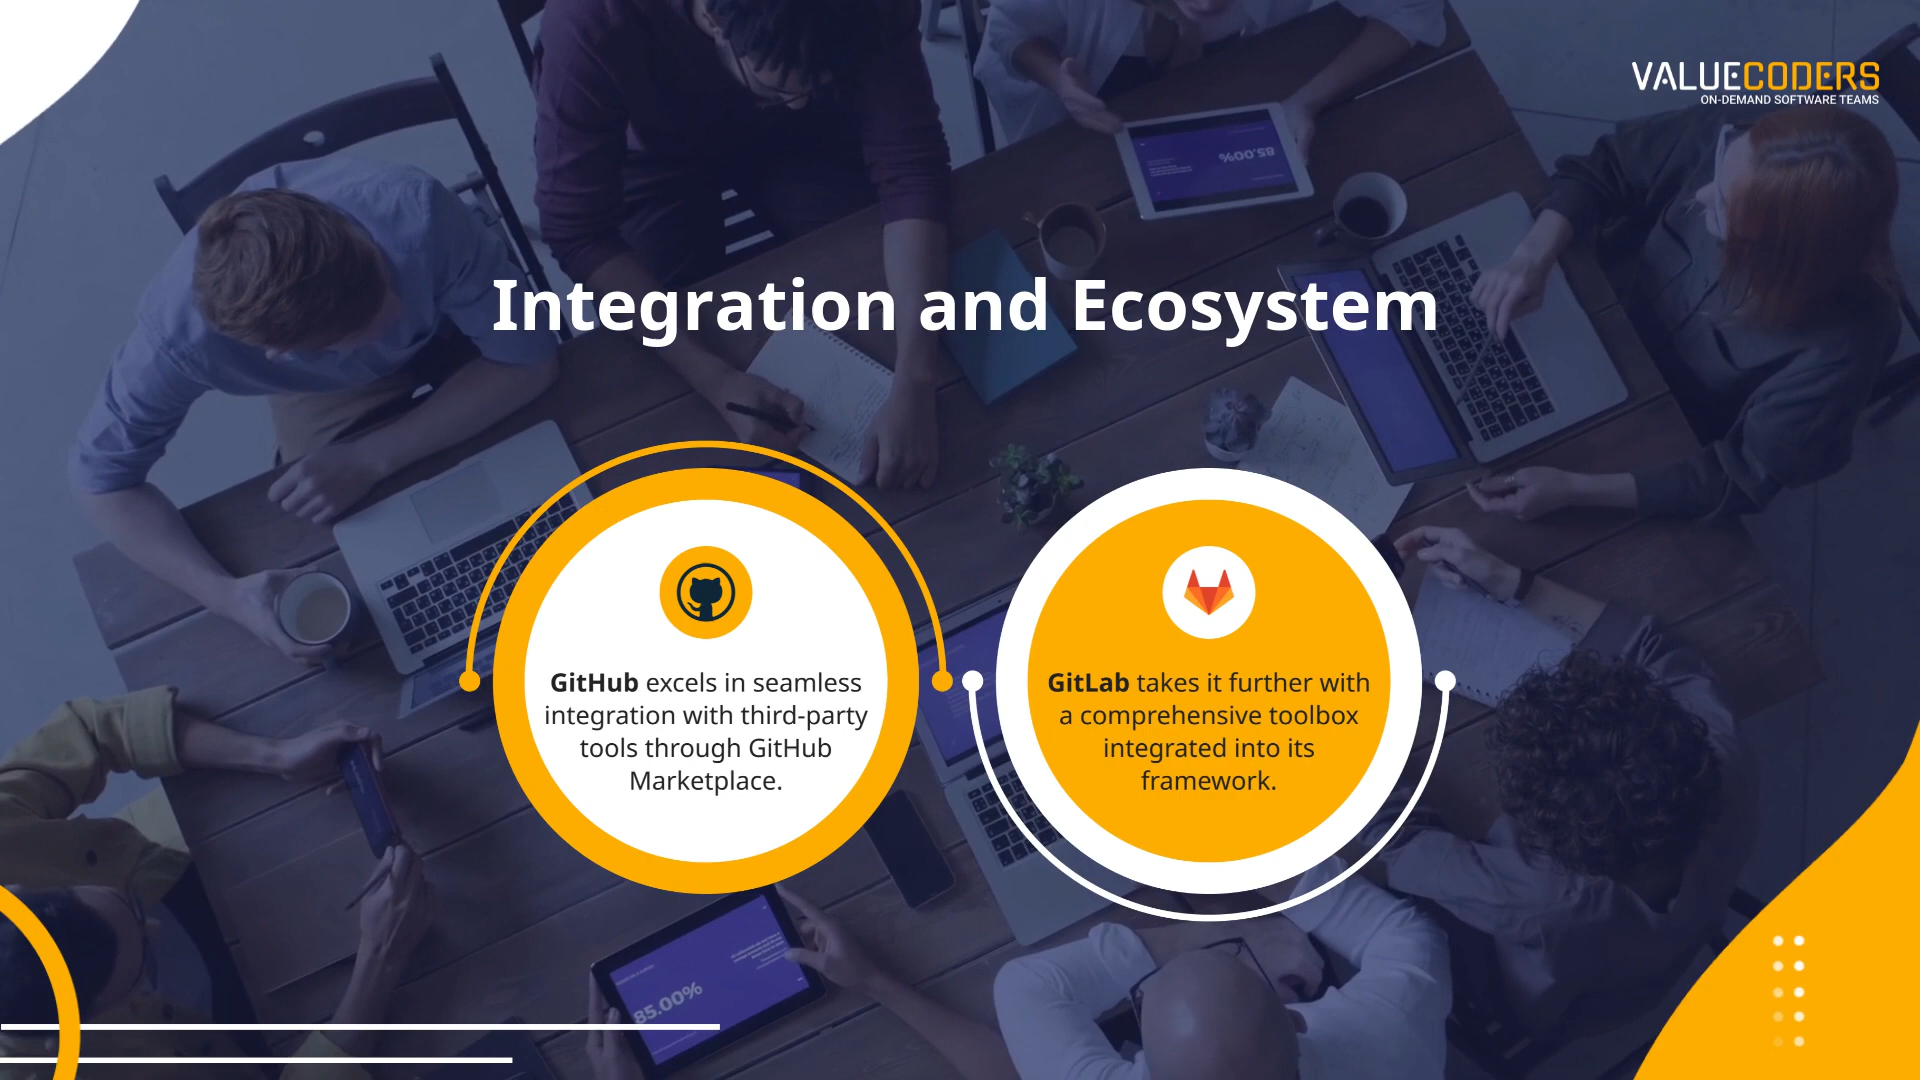 VALUECODERS
ON-DEMAND SOFTWARE TEAMS
85.00%
Integration and Ecosystem
GitHub excels in seamless
integration with third-party
tools through GitHub
Marketplace.
GitLab takes it further with
a comprehensive toolbox
integrated into its
framework.
85.00%